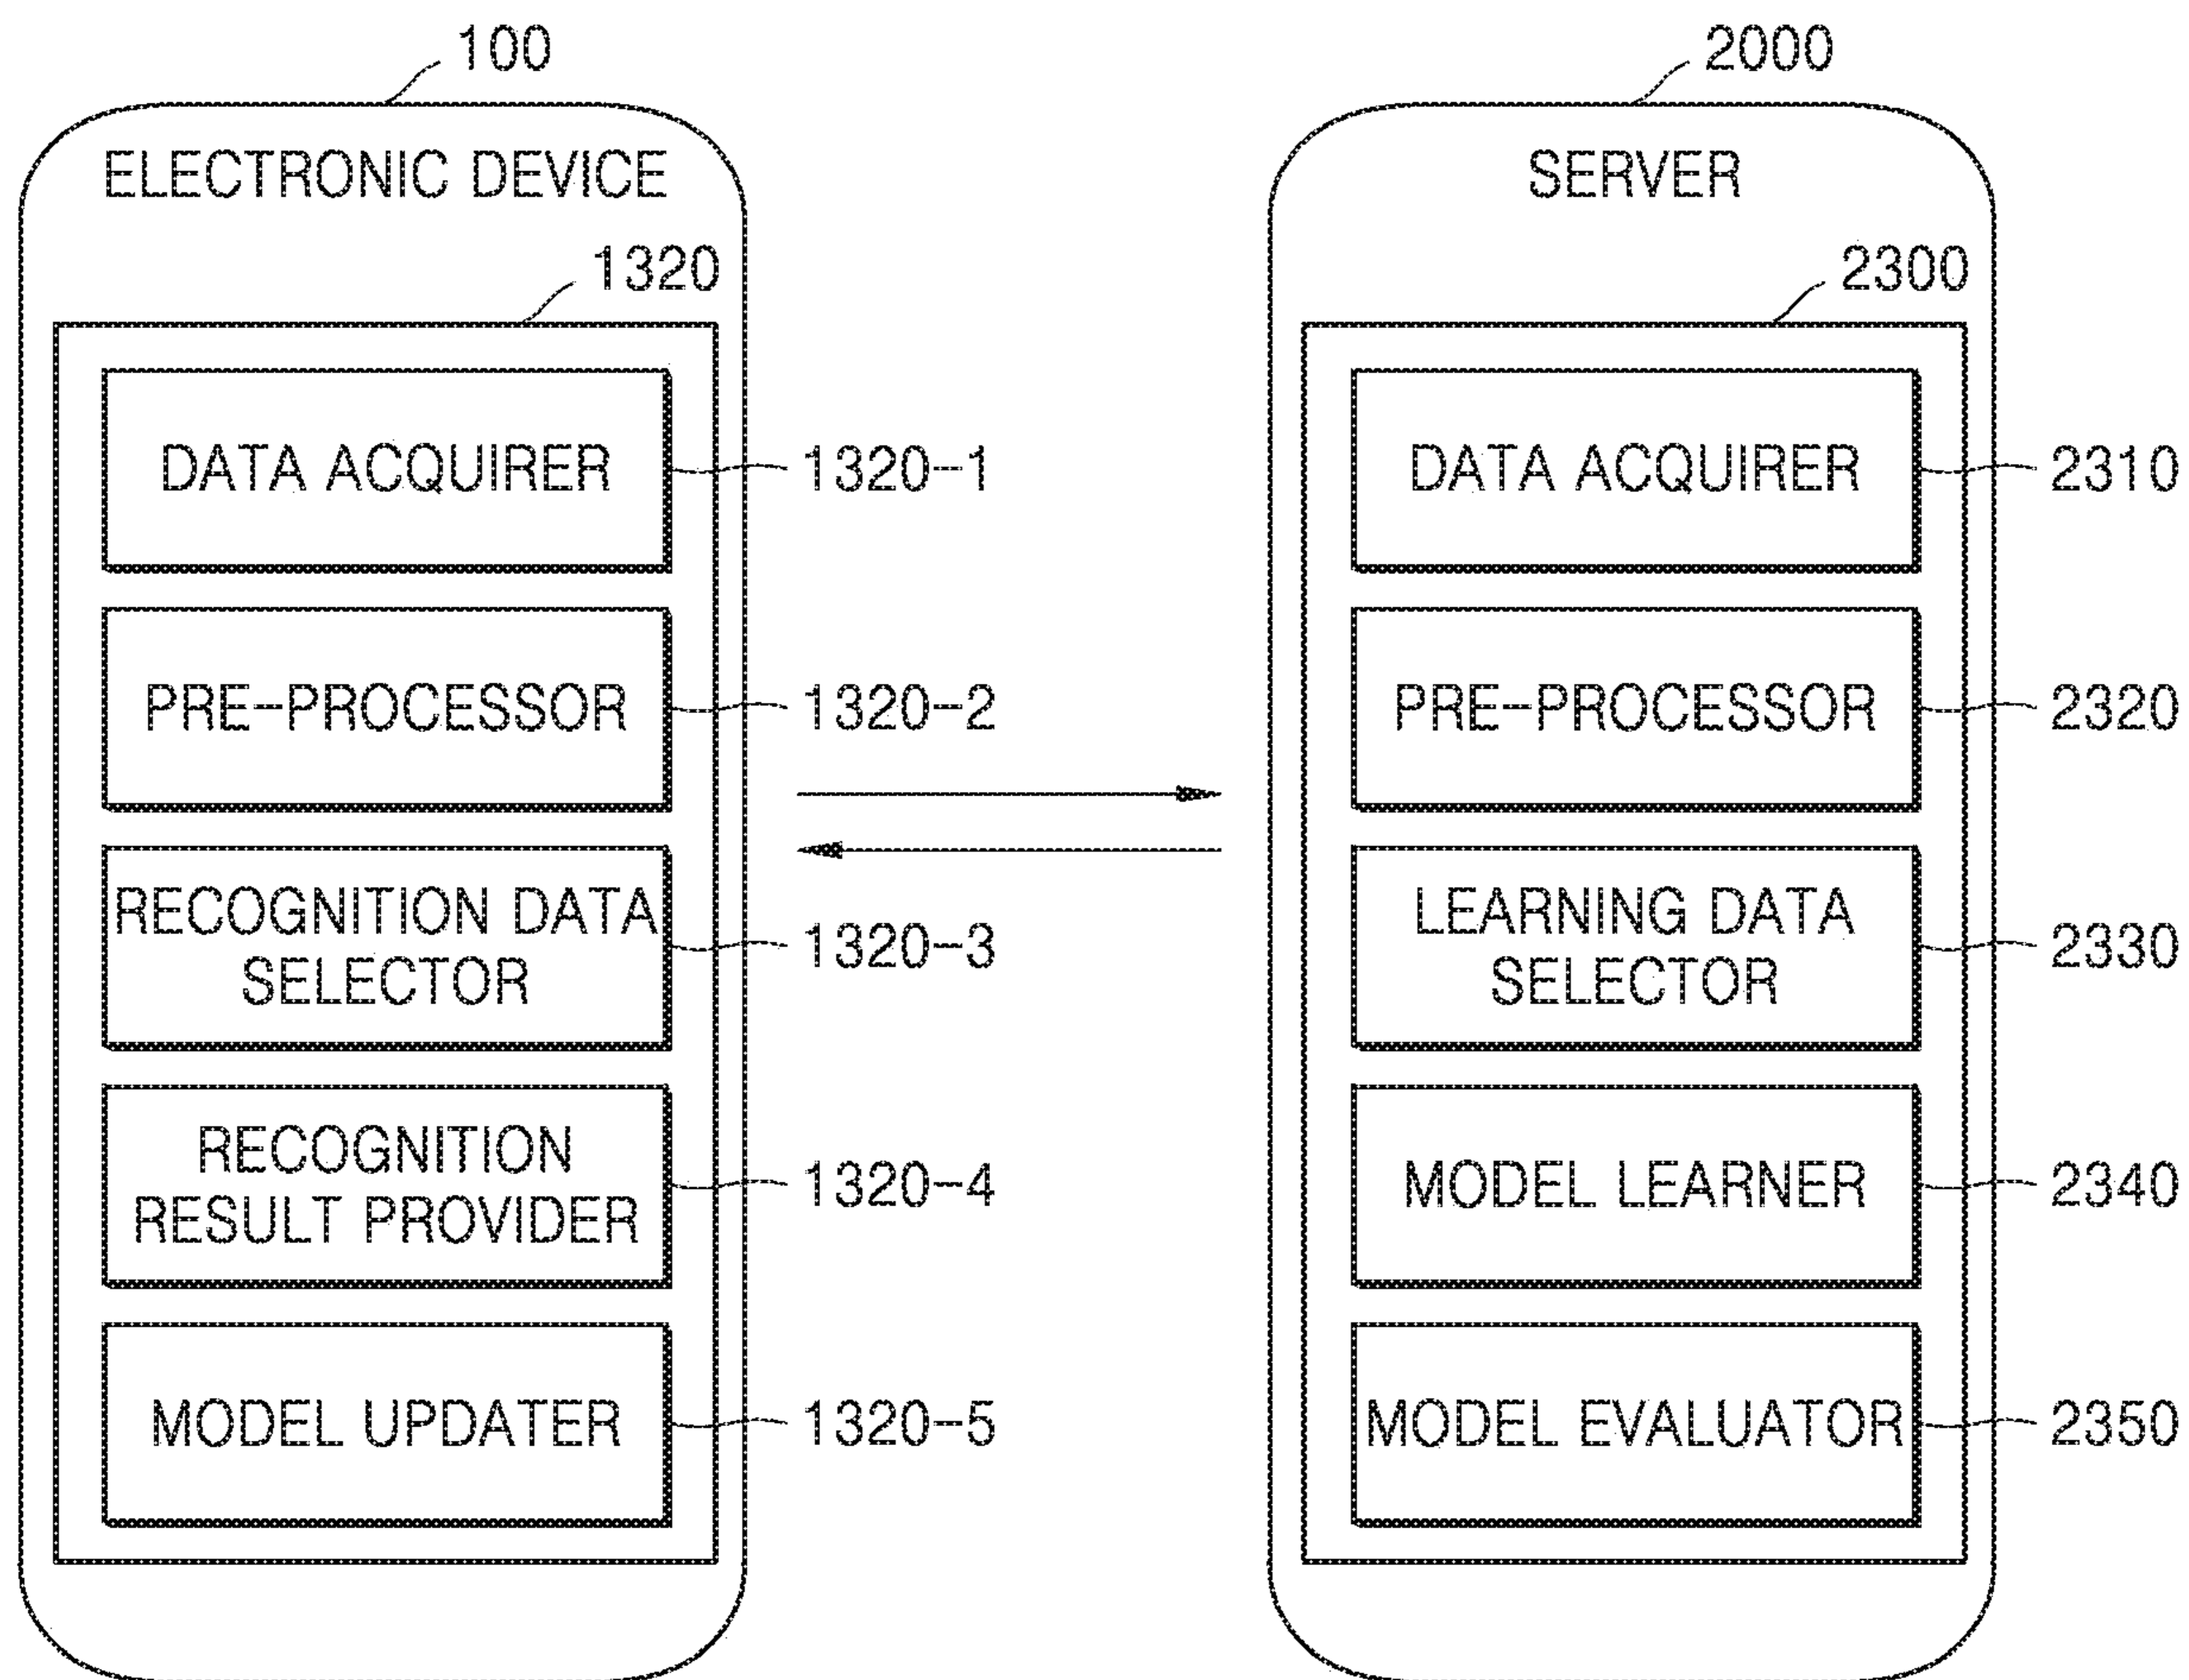 100
ELECTRONIC DEVICE
1320
DATA ACQUIRER
1320-1
PRE-PROCESSOR
1320-2
RECOGNITION DATA
SELECTOR
1320-3
RECOGNITION
RESULT PROVIDER
1320-4
MODEL UPDATER
1320-5
2000
SERVER
2300
DATA ACQUIRER
2310
PRE-PROCESSOR
2320
LEARNING DATA
SELECTOR
2330
MODEL LEARNER
2340
MODEL EVALUATOR
2350